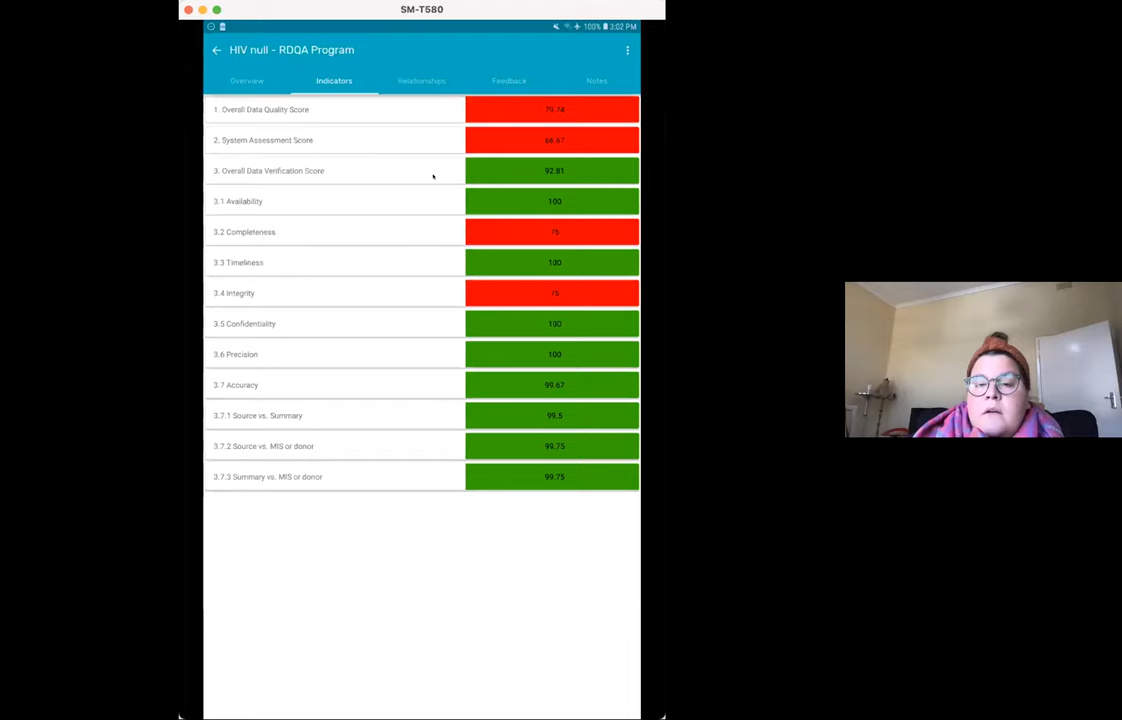 SM-T580
100% 3:02 PM
HIV null - RDQA Program
Overview Indicators Relationships Feedback Notes
1. Overall Data Quality Score 79.74
2. System Assessment Score 66.67
3. Overall Data Verification Score 92.81
3.1 Availability 100
3.2 Completeness 75
3.3 Timeliness 100
3.4 Integrity 75
3.5 Confidentiality 100
3.6 Precision 100
3.7 Accuracy 99.67
3.7.1 Source vs. Summary 99.5
3.7.2 Source vs. MIS or donor 99.75
3.7.3 Summary vs. MIS or donor 99.75